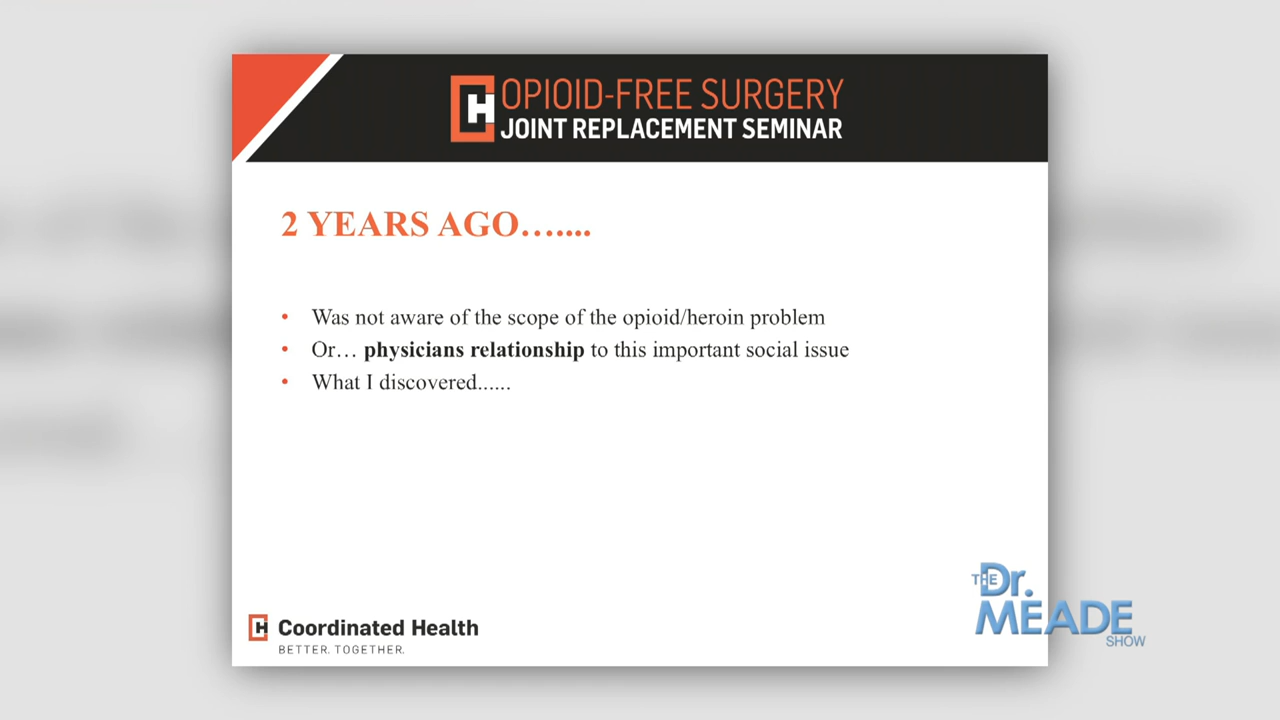 OPIOID-FREE SURGERY
JOINT REPLACEMENT SEMINAR
2 YEARS AGO…....
• Was not aware of the scope of the opioid/heroin problem
• Or… physicians relationship to this important social issue
• What I discovered......
CH Coordinated Health
BETTER. TOGETHER.
THE Dr.
MEADE
SHOW